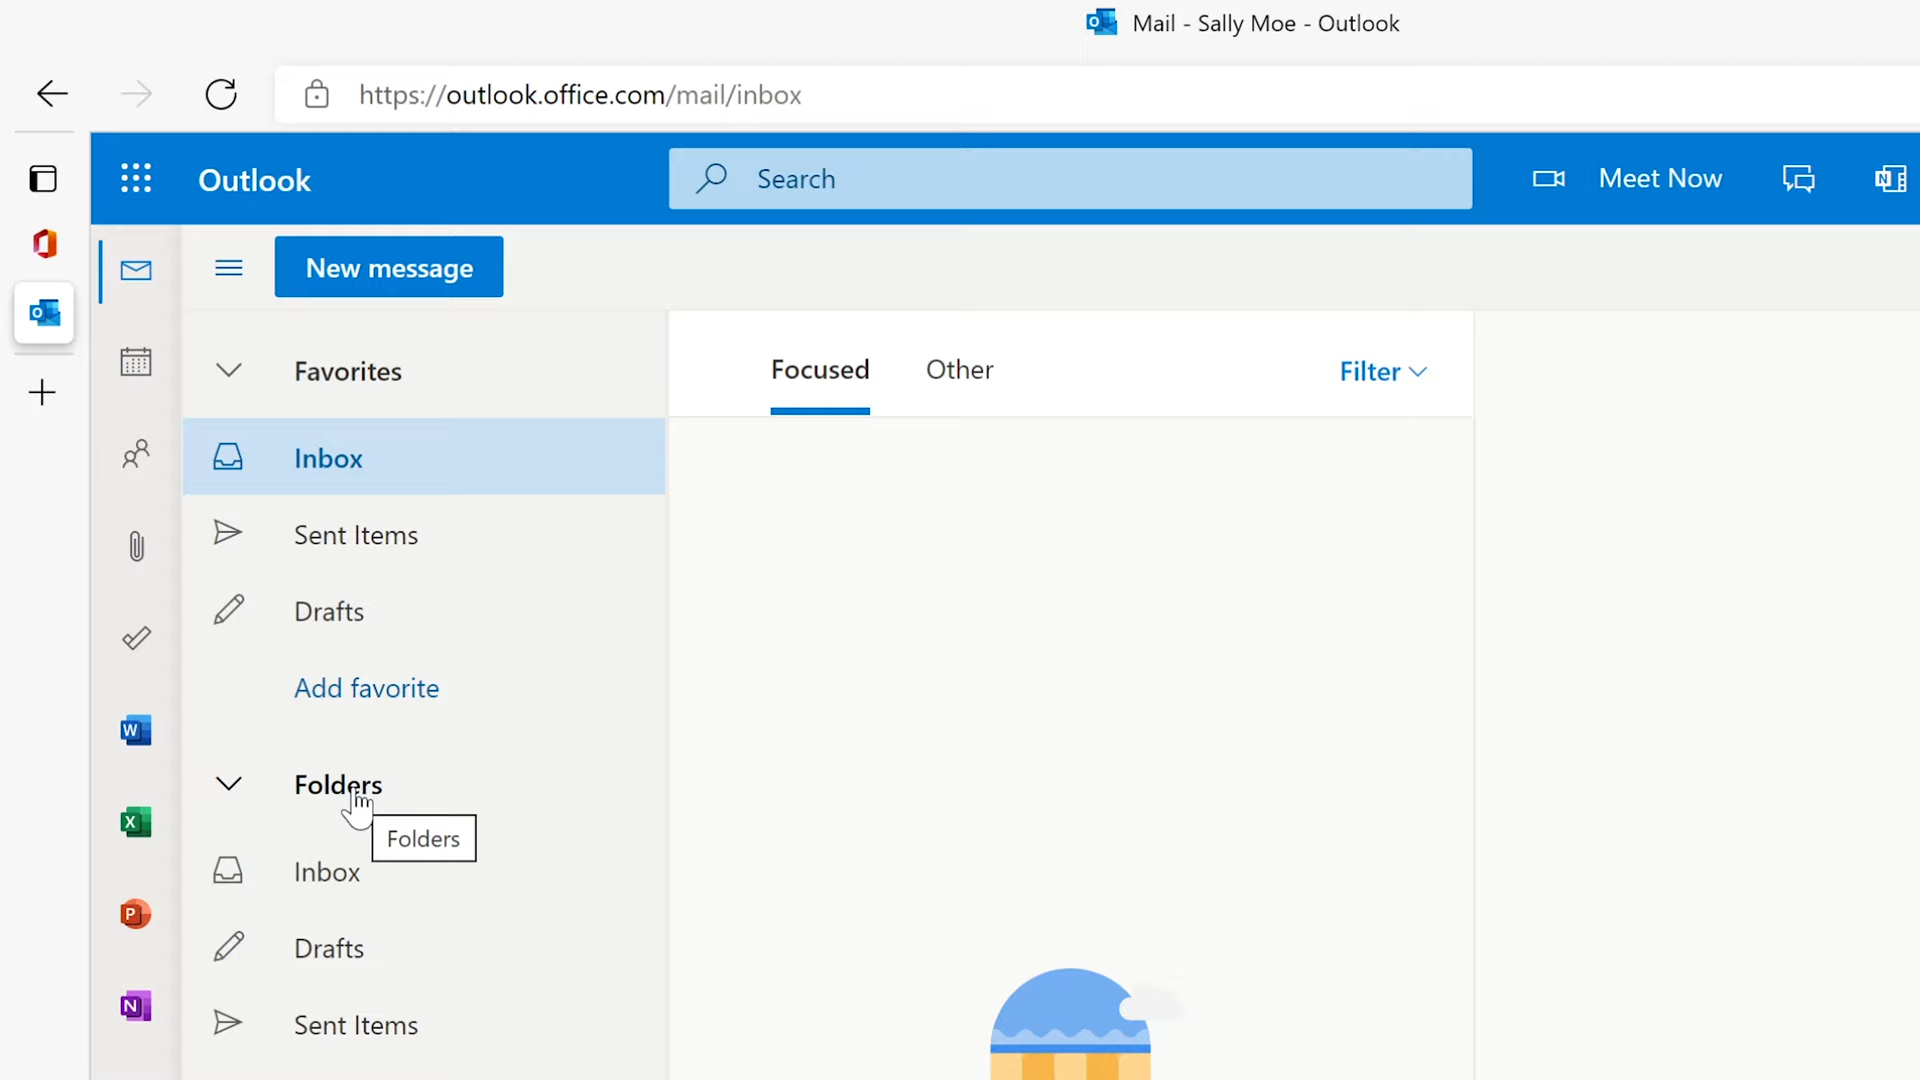 Mail - Sally Moe - Outlook
https://outlook.office.com/mail/inbox
Outlook
Search
Meet Now
New message
Favorites
Focused
Other
Filter
Inbox
Sent Items
Drafts
Add favorite
Folders
Folders
Inbox
Drafts
Sent Items